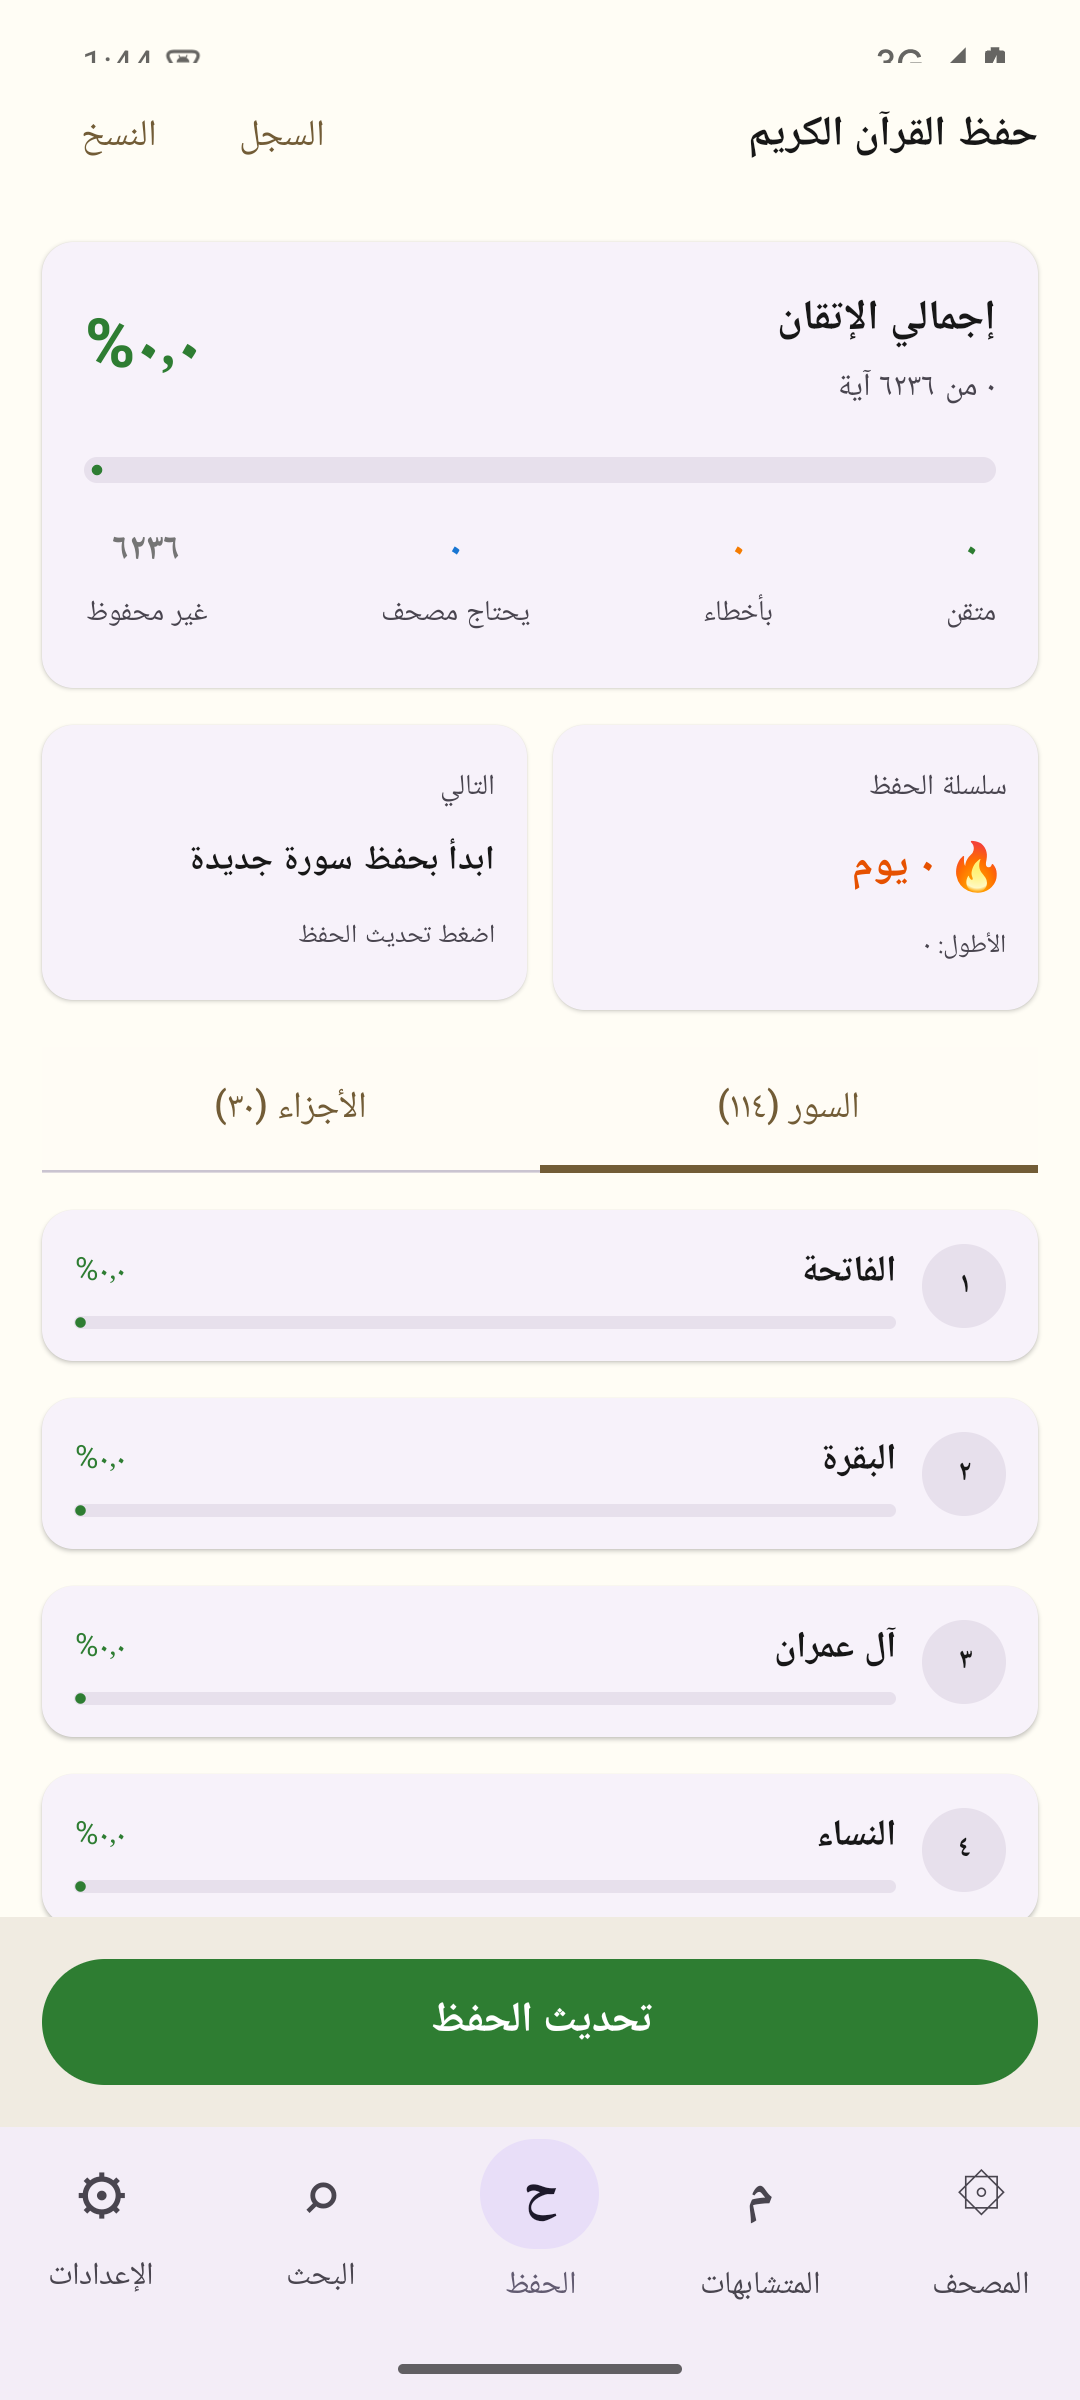 1:44
3G
حفظ القرآن الكريم
السجل
النسخ
إجمالي الإتقان
٠ من ٦٢٣٦ آية
%٠,٠
٠
متقن
٠
بأخطاء
٠
يحتاج مصحف
٦٢٣٦
غير محفوظ
سلسلة الحفظ
🔥 ٠ يوم
الأطول: ٠
التالي
ابدأ بحفظ سورة جديدة
اضغط تحديث الحفظ
السور (١١٤)
الأجزاء (٣٠)
١
الفاتحة
%٠,٠
٢
البقرة
%٠,٠
٣
آل عمران
%٠,٠
٤
النساء
%٠,٠
تحديث الحفظ
المصحف
م
المتشابهات
ح
الحفظ
البحث
الإعدادات